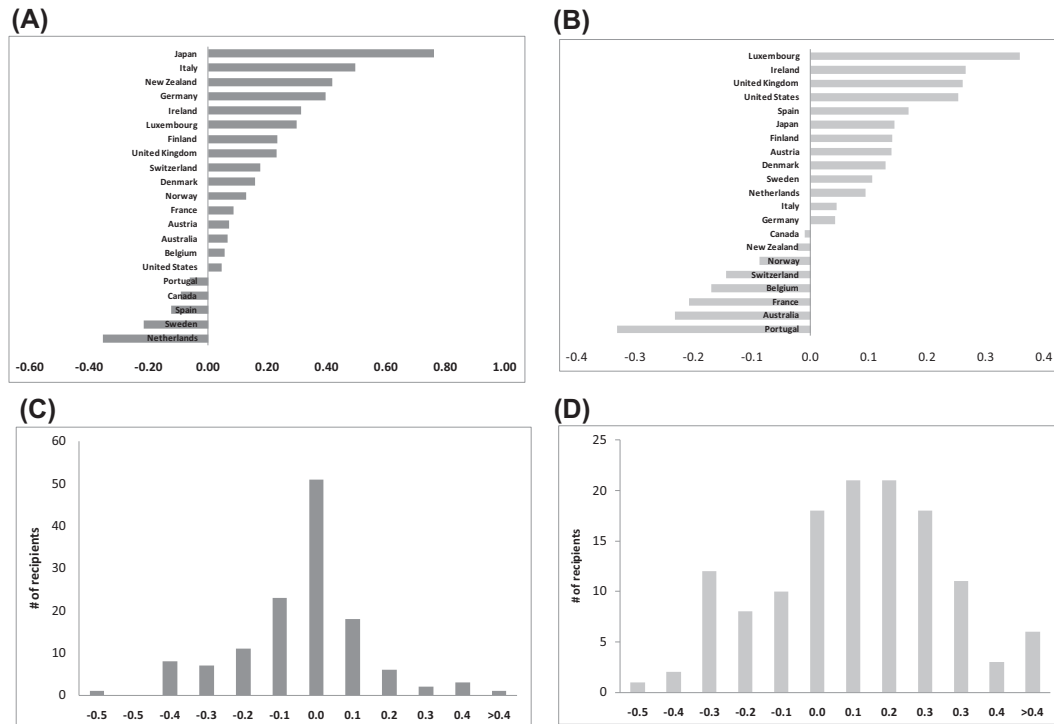 (A)
Japan
Italy
New Zealand
Germany
Ireland
Luxembourg
Finland
United Kingdom
Switzerland
Denmark
Norway
France
Austria
Australia
Belgium
United States
Portugal
Canada
Spain
Sweden
Netherlands
-0.60 -0.40 -0.20 0.00 0.20 0.40 0.60 0.80 1.00
(B)
Luxembourg
Ireland
United Kingdom
United States
Spain
Japan
Finland
Austria
Denmark
Sweden
Netherlands
Italy
Germany
Canada
New Zealand
Norway
Switzerland
Belgium
France
Australia
Portugal
-0.4 -0.3 -0.2 -0.1 0.0 0.1 0.2 0.3 0.4
(C)
# of recipients
60
50
40
30
20
10
0
-0.5 -0.5 -0.4 -0.3 -0.2 -0.1 0.0 0.1 0.2 0.3 0.4 >0.4
(D)
# of recipients
25
20
15
10
5
0
-0.5 -0.4 -0.3 -0.2 -0.1 0.0 0.1 0.2 0.3 0.3 0.4 >0.4